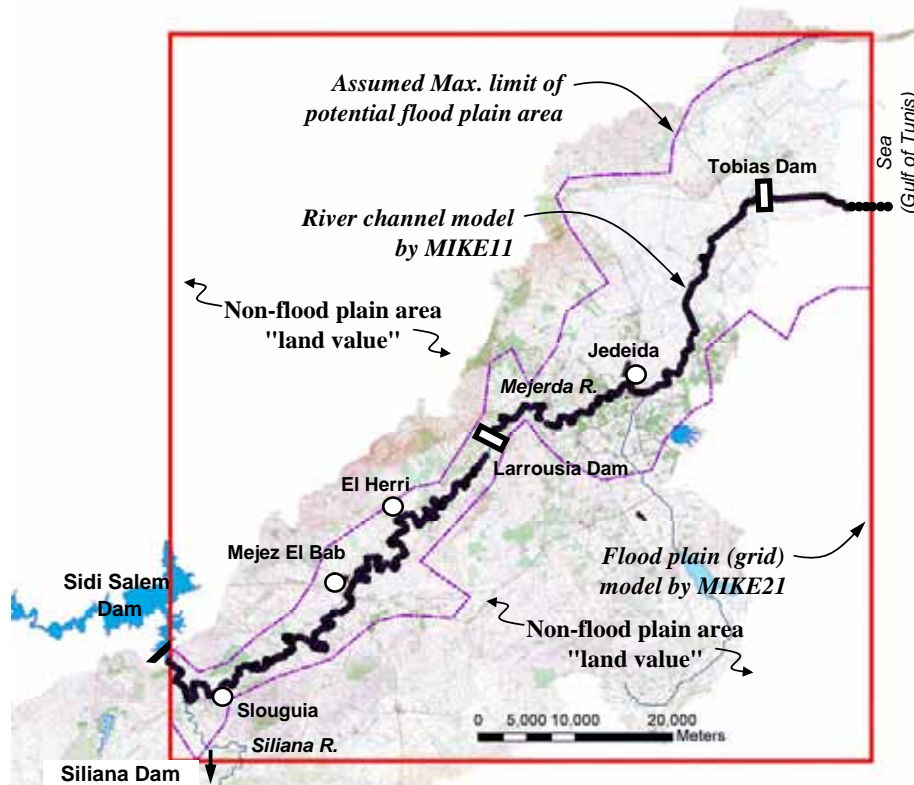 Assumed Max. limit of
potential flood plain area
Sea
(Gulf of Tunis)
Tobias Dam
River channel model
by MIKE11
Non-flood plain area
"land value"
Jedeida
Mejerda R.
Larrousia Dam
El Herri
Mejez El Bab
Flood plain (grid)
model by MIKE21
Sidi Salem
Dam
Non-flood plain area
"land value"
Slouguia
0 5,000 10,000 20,000
Meters
Siliana R.
Siliana Dam